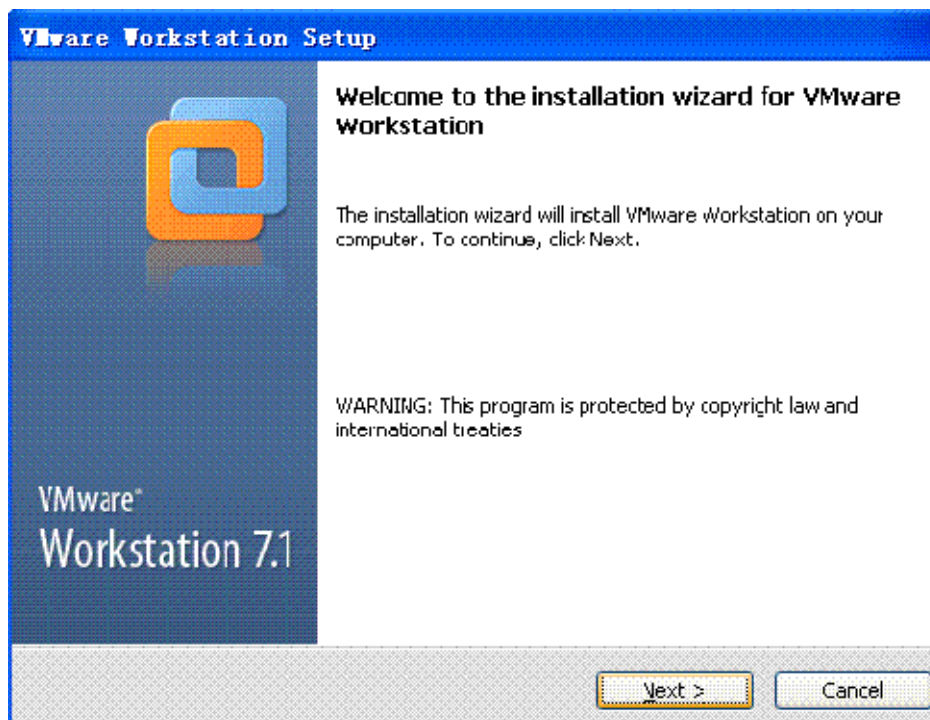 VMware Workstation Setup
Welcome to the installation wizard for VMware
Workstation
The installation wizard will install VMware Workstation on your
computer. To continue, click Next.
WARNING: This program is protected by copyright law and
international treaties
VMware®
Workstation 7.1
Next >
Cancel